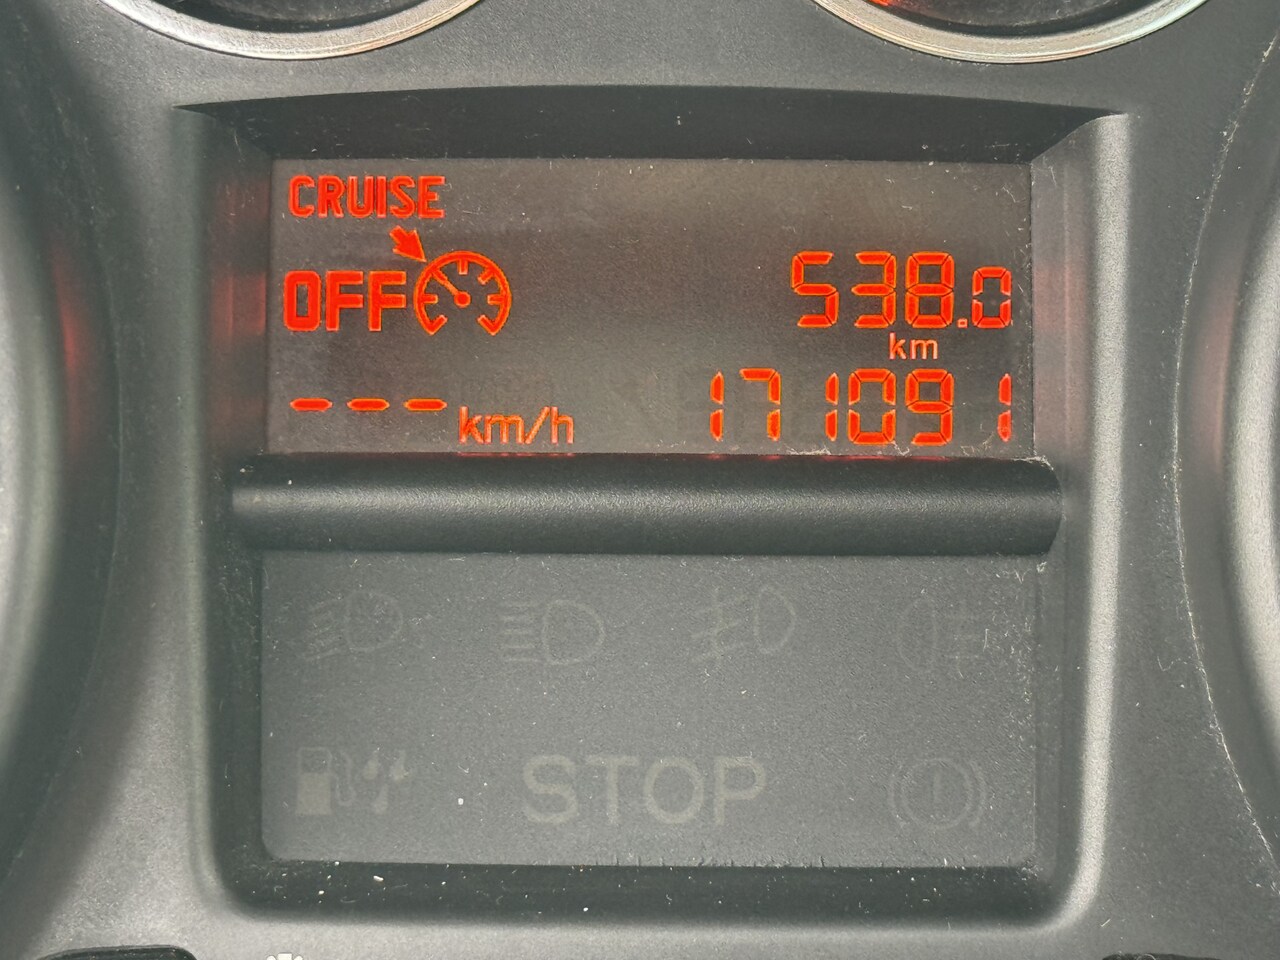 CRUISE
OFF
538.0
km
--- km/h 171091
STOP